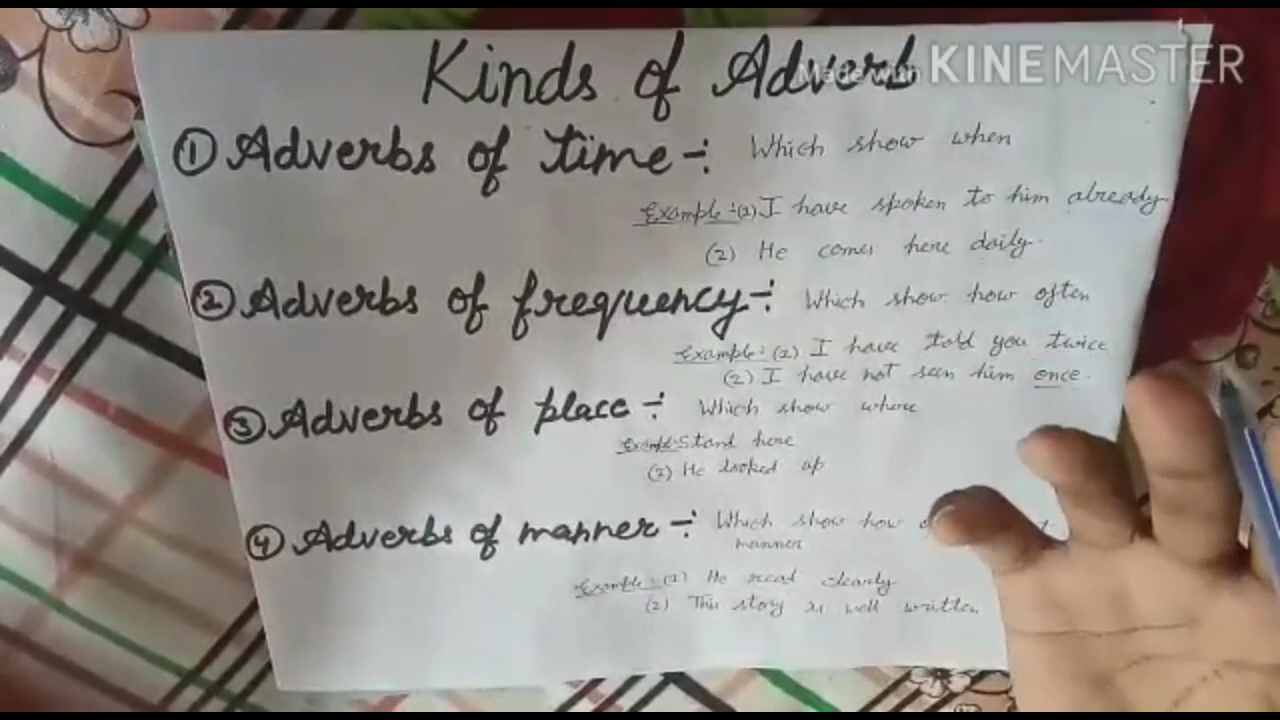 Kinds of Adverb
Made with KINEMASTER
① Adverbs of time -: Which show when
Example :-(1) I have spoken to him already
(2) He comes here daily.
② Adverbs of frequency -: Which show how often
Example :- (1) I have told you twice
(2) I have not seen him once.
③ Adverbs of place -: Which show where
Example Stand here
(2) He looked up
④ Adverbs of manner -: Which show how
manner
Example :- (1) He read clearly
(2) This story is well written